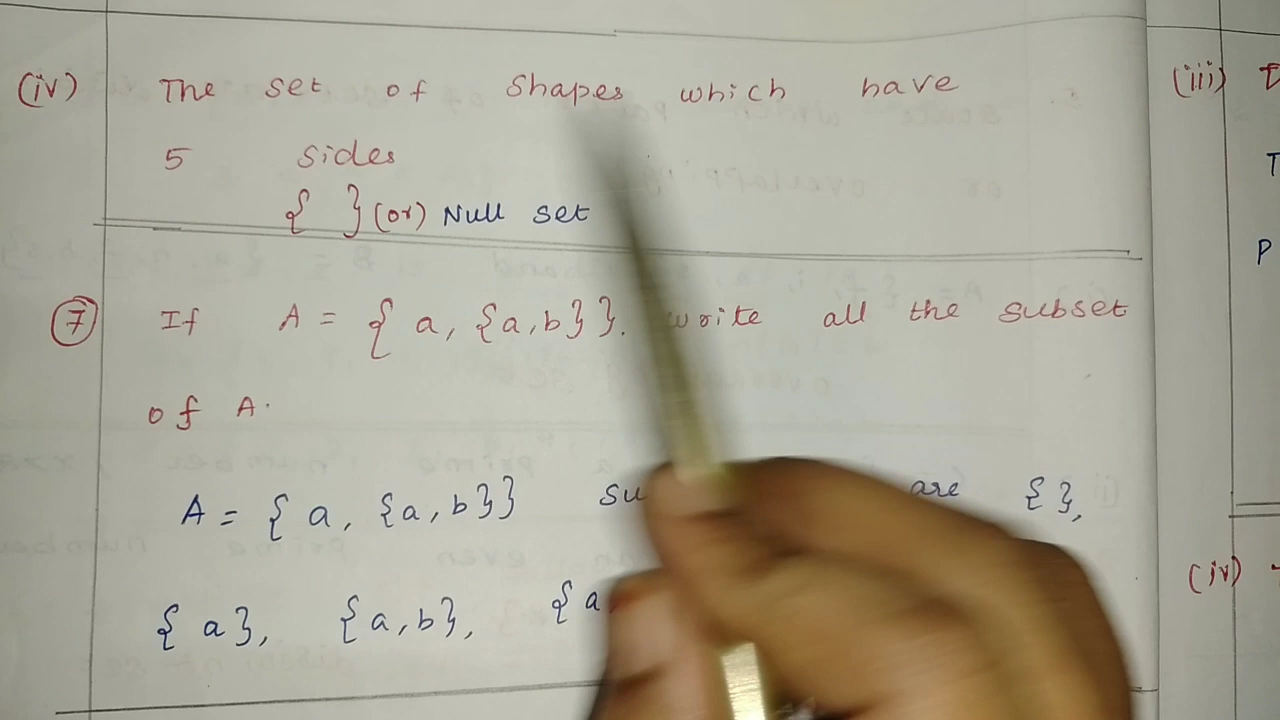 (iv) The set of shapes which have
5 sides
{ } (or) Null set
7 If A = { a, {a,b}}. write all the subset
of A.
A = { a, {a,b}} are { },
{ a}, {a,b}, { a
(iii)
P
(iv)